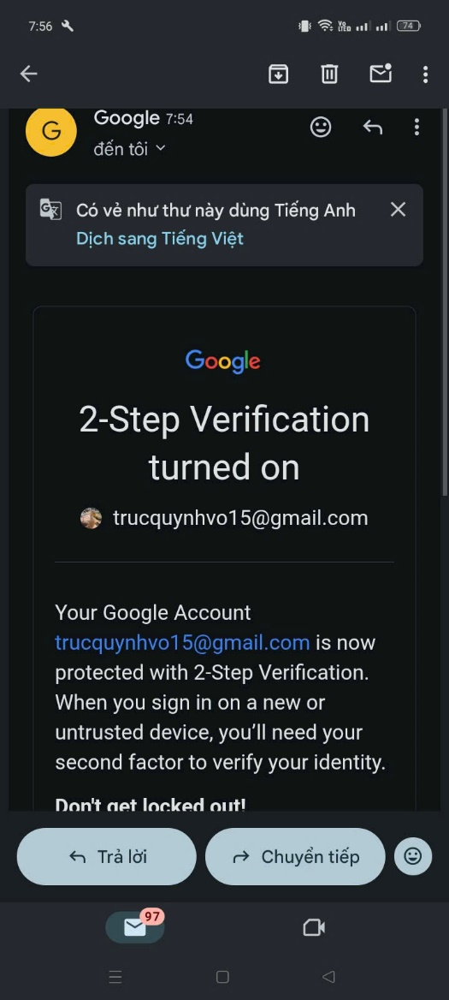 7:56
Vo LTED
74
Google 7:54
đến tôi
G
Có vẻ như thư này dùng Tiếng Anh
Dịch sang Tiếng Việt
Google
2-Step Verification
turned on
trucquynhvo15@gmail.com
Your Google Account
trucquynhvo15@gmail.com is now
protected with 2-Step Verification.
When you sign in on a new or
untrusted device, you’ll need your
second factor to verify your identity.
Don't get locked out!
Trả lời
Chuyển tiếp
97